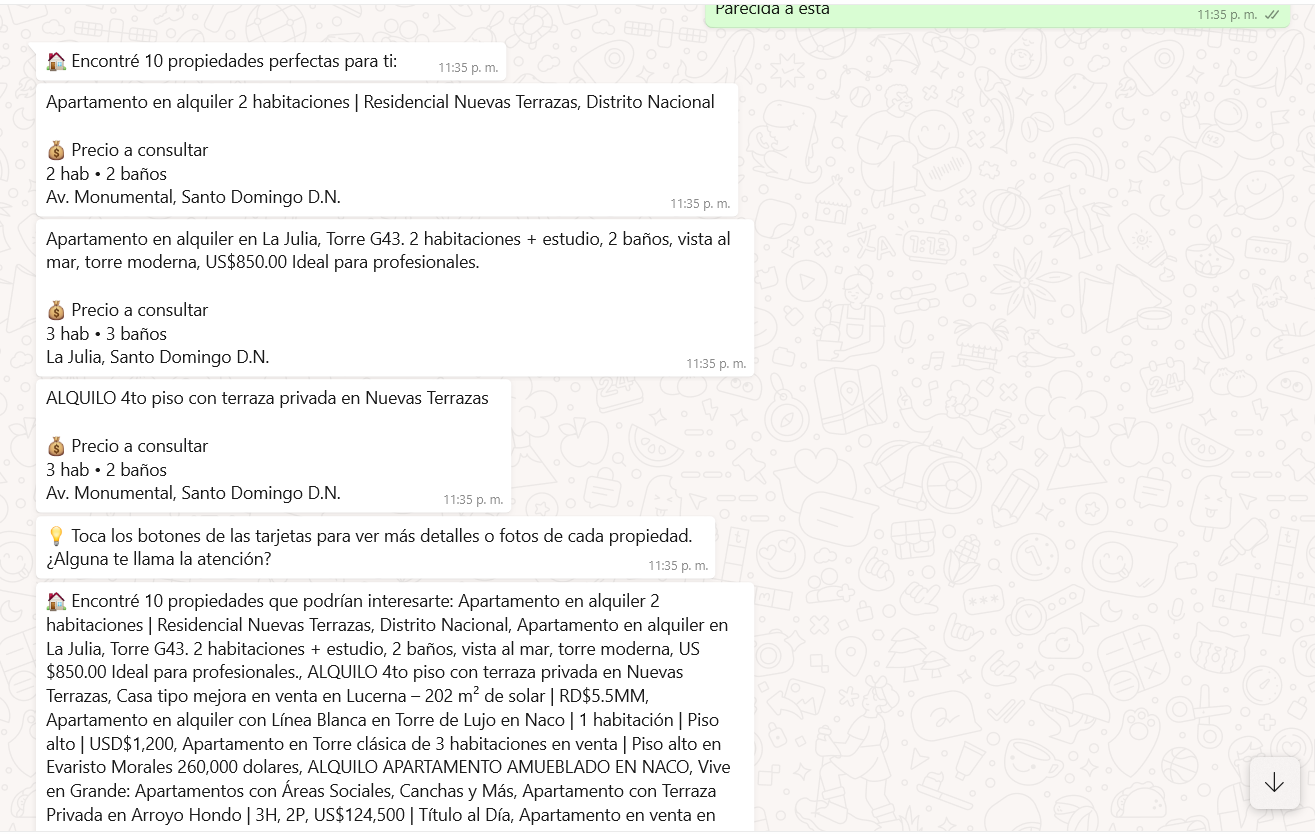 Parecida a esta
11:35 p. m.
🏠 Encontré 10 propiedades perfectas para ti:
11:35 p. m.
Apartamento en alquiler 2 habitaciones | Residencial Nuevas Terrazas, Distrito Nacional
💰 Precio a consultar
2 hab • 2 baños
Av. Monumental, Santo Domingo D.N.
11:35 p. m.
Apartamento en alquiler en La Julia, Torre G43. 2 habitaciones + estudio, 2 baños, vista al
mar, torre moderna, US$850.00 Ideal para profesionales.
💰 Precio a consultar
3 hab • 3 baños
La Julia, Santo Domingo D.N.
11:35 p. m.
ALQUILO 4to piso con terraza privada en Nuevas Terrazas
💰 Precio a consultar
3 hab • 2 baños
Av. Monumental, Santo Domingo D.N.
11:35 p. m.
💡 Toca los botones de las tarjetas para ver más detalles o fotos de cada propiedad.
¿Alguna te llama la atención?
11:35 p. m.
🏠 Encontré 10 propiedades que podrían interesarte: Apartamento en alquiler 2
habitaciones | Residencial Nuevas Terrazas, Distrito Nacional, Apartamento en alquiler en
La Julia, Torre G43. 2 habitaciones + estudio, 2 baños, vista al mar, torre moderna, US
$850.00 Ideal para profesionales., ALQUILO 4to piso con terraza privada en Nuevas
Terrazas, Casa tipo mejora en venta en Lucerna – 202 m² de solar | RD$5.5MM,
Apartamento en alquiler con Línea Blanca en Torre de Lujo en Naco | 1 habitación | Piso
alto | USD$1,200, Apartamento en Torre clásica de 3 habitaciones en venta | Piso alto en
Evaristo Morales 260,000 dolares, ALQUILO APARTAMENTO AMUEBLADO EN NACO, Vive
en Grande: Apartamentos con Áreas Sociales, Canchas y Más, Apartamento con Terraza
Privada en Arroyo Hondo | 3H, 2P, US$124,500 | Título al Día, Apartamento en venta en